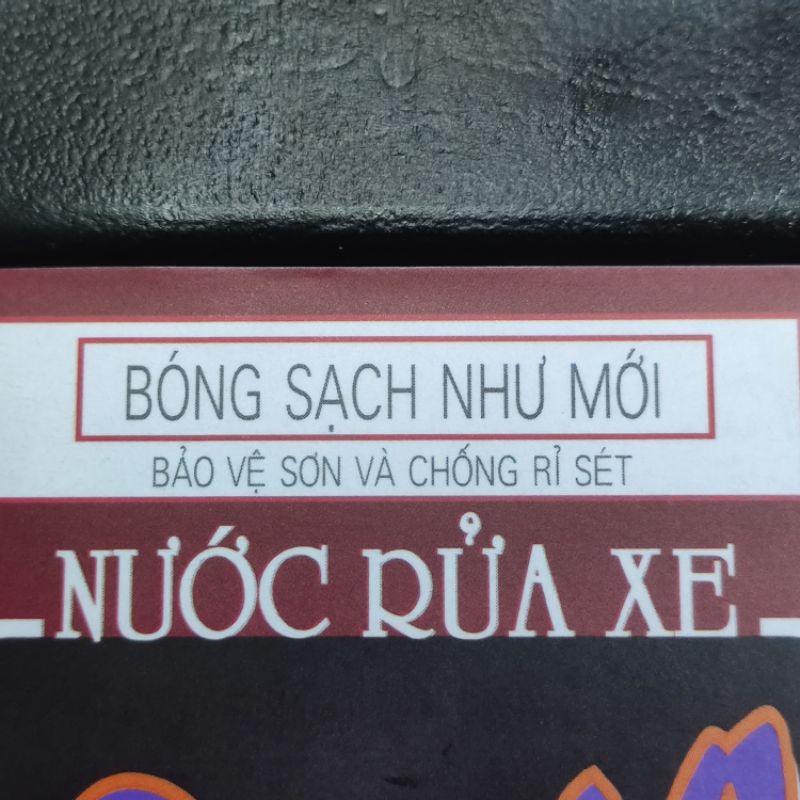 BÓNG SẠCH NHƯ MỚI
BẢO VỆ SƠN VÀ CHỐNG RỈ SÉT
NƯỚC RỬA XE